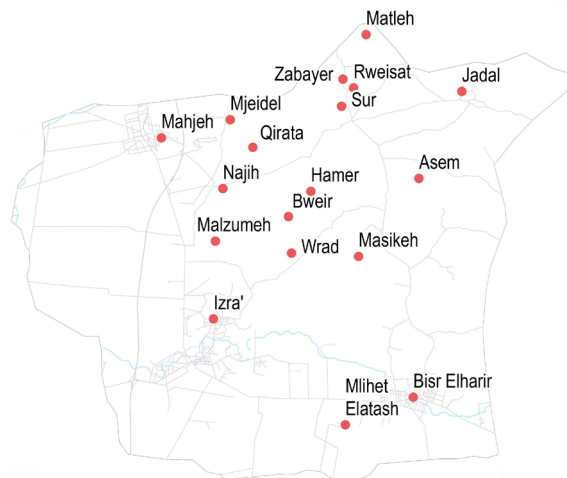 Matleh
Zabayer
Rweisat
Jadal
Sur
Mjeidel
Mahjeh
Qirata
Asem
Najih
Hamer
Bweir
Malzumeh
Wrad
Masikeh
Izra'
Mlihet
Elatash
Bisr Elharir